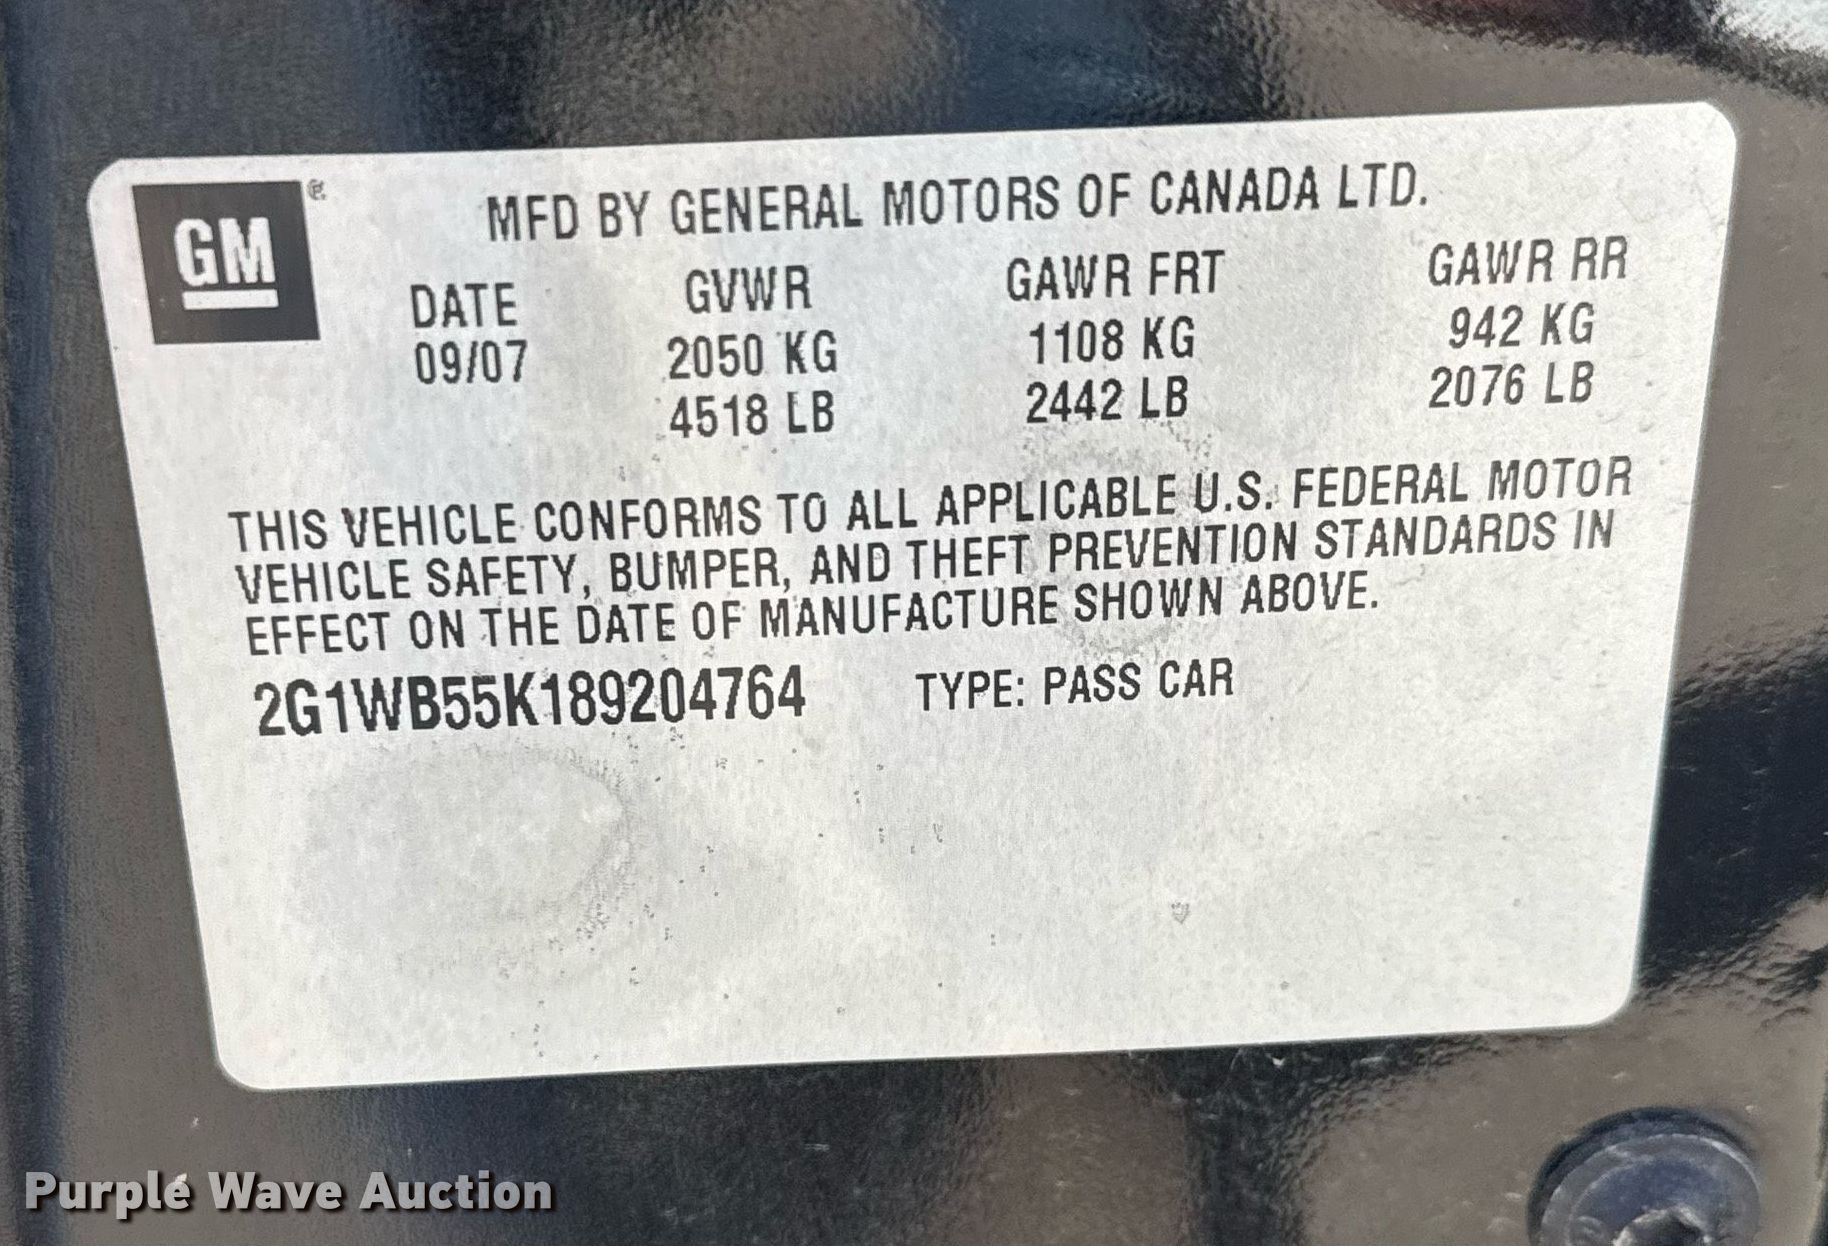 GM ®
MFD BY GENERAL MOTORS OF CANADA LTD.
DATE GVWR GAWR FRT GAWR RR
09/07 2050 KG 1108 KG 942 KG
4518 LB 2442 LB 2076 LB
THIS VEHICLE CONFORMS TO ALL APPLICABLE U.S. FEDERAL MOTOR
VEHICLE SAFETY, BUMPER, AND THEFT PREVENTION STANDARDS IN
EFFECT ON THE DATE OF MANUFACTURE SHOWN ABOVE.
2G1WB55K189204764 TYPE: PASS CAR
Purple Wave Auction